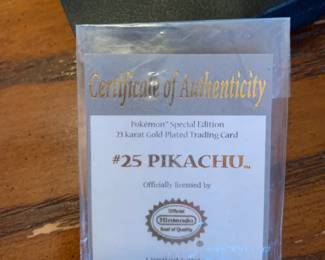 Certificate of Authenticity
Pokémon™ Special Edition
23 karat Gold-Plated Trading Card
#25 PIKACHU™
Officially licensed by
Official
Nintendo
Seal of Quality
®